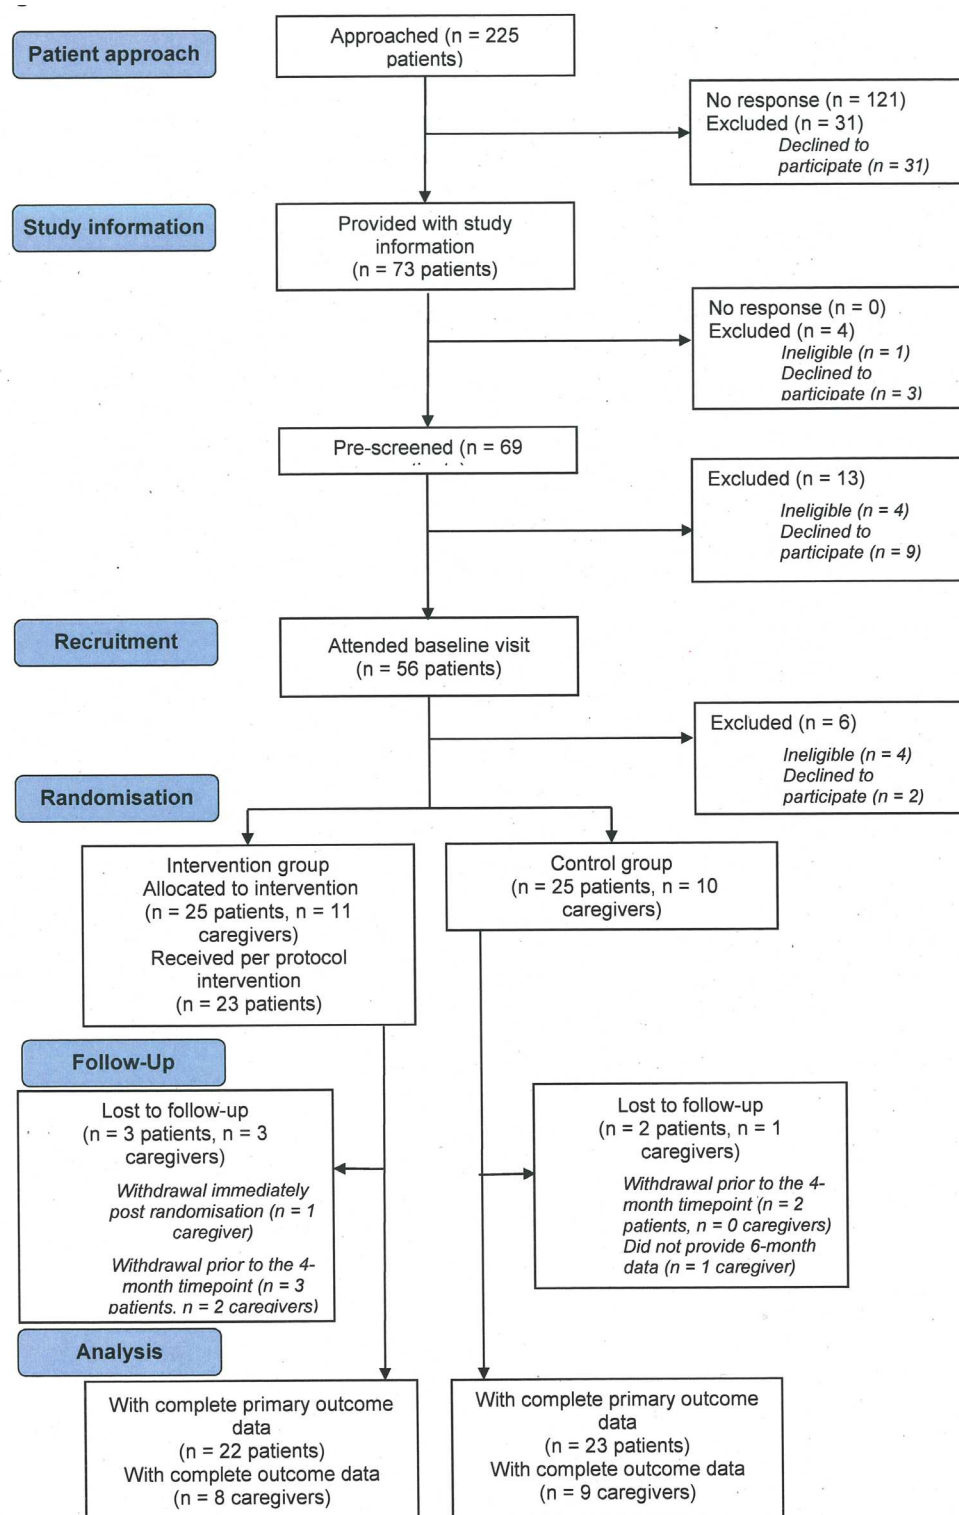 Patient approach
Approached (n = 225
patients)
No response (n = 121)
Excluded (n = 31)
Declined to
participate (n = 31)
Study information
Provided with study
information
(n = 73 patients)
No response (n = 0)
Excluded (n = 4)
Ineligible (n = 1)
Declined to
participate (n = 3)
Pre-screened (n = 69
Excluded (n = 13)
Ineligible (n = 4)
Declined to
participate (n = 9)
Recruitment
Attended baseline visit
(n = 56 patients)
Excluded (n = 6)
Ineligible (n = 4)
Declined to
participate (n = 2)
Randomisation
Intervention group
Allocated to intervention
(n = 25 patients, n = 11
caregivers)
Received per protocol
intervention
(n = 23 patients)
Control group
(n = 25 patients, n = 10
caregivers)
Follow-Up
Lost to follow-up
(n = 3 patients, n = 3
caregivers)
Withdrawal immediately
post randomisation (n = 1
caregiver)
Withdrawal prior to the 4-
month timepoint (n = 3
patients, n = 2 caregivers)
Lost to follow-up
(n = 2 patients, n = 1
caregivers)
Withdrawal prior to the 4-
month timepoint (n = 2
patients, n = 0 caregivers)
Did not provide 6-month
data (n = 1 caregiver)
Analysis
With complete primary outcome
data
(n = 22 patients)
With complete outcome data
(n = 8 caregivers)
With complete primary outcome
data
(n = 23 patients)
With complete outcome data
(n = 9 caregivers)